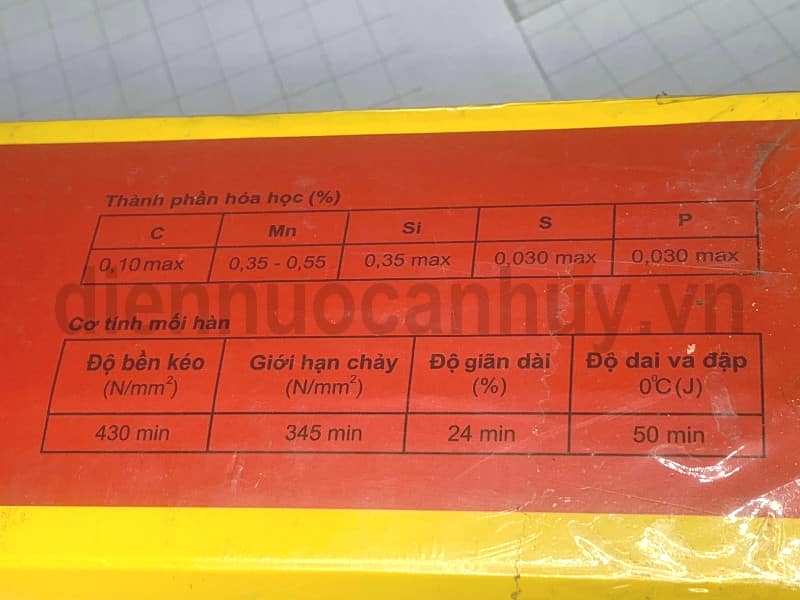 Thành phần hóa học (%)
C Mn Si S P
0,10 max 0,35 - 0,55 0,35 max 0,030 max 0,030 max
diennuocanhuy.vn
Cơ tính mối hàn
Độ bền kéo Giới hạn chảy Độ giãn dài Độ dai va đập
(N/mm²) (N/mm²) (%) 0°C (J)
430 min 345 min 24 min 50 min